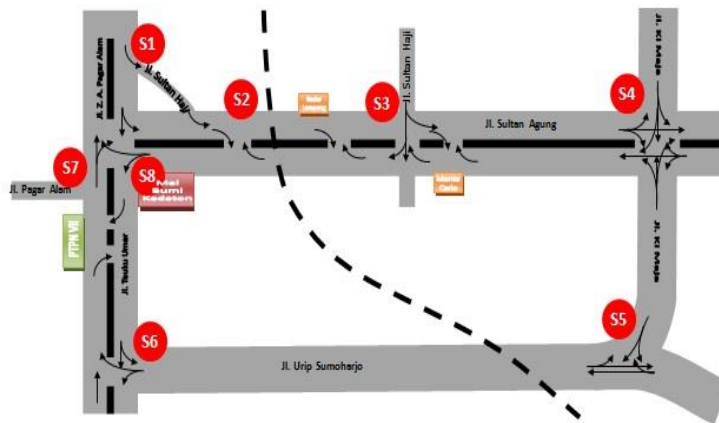 S1
Jl. Z. A. Pagar Alam
Jl. Sultan Haji
S2
Jl. Sultan Haji
S3
Jl. Ki Maja
S4
Jl. Sultan Agung
S7
S8
Jl. Pagar Alam
Mal
Bumi
Kedaton
PTPN VII
Jl. Teuku Umar
Jl. Ki Maja
S5
S6
Jl. Urip Sumoharjo